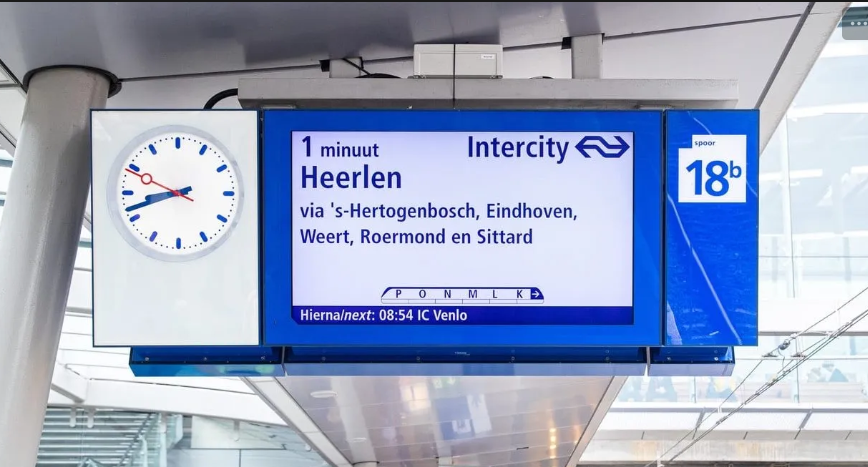 1 minuut Intercity
Heerlen
via 's-Hertogenbosch, Eindhoven,
Weert, Roermond en Sittard
P O N M L K
Hierna/next: 08:54 IC Venlo
spoor
18b